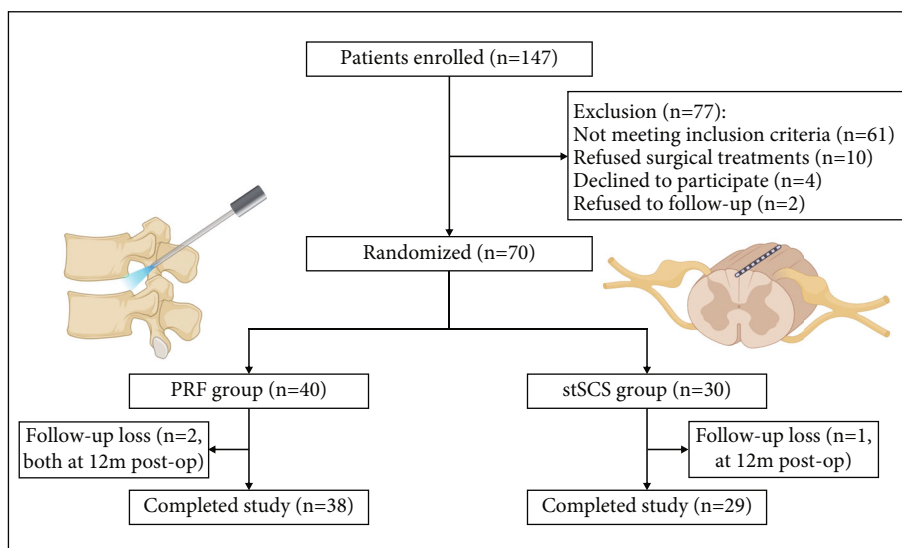 Patients enrolled (n=147)
Exclusion (n=77):
Not meeting inclusion criteria (n=61)
Refused surgical treatments (n=10)
Declined to participate (n=4)
Refused to follow-up (n=2)
Randomized (n=70)
PRF group (n=40)
stSCS group (n=30)
Follow-up loss (n=2,
both at 12m post-op)
Follow-up loss (n=1,
at 12m post-op)
Completed study (n=38)
Completed study (n=29)